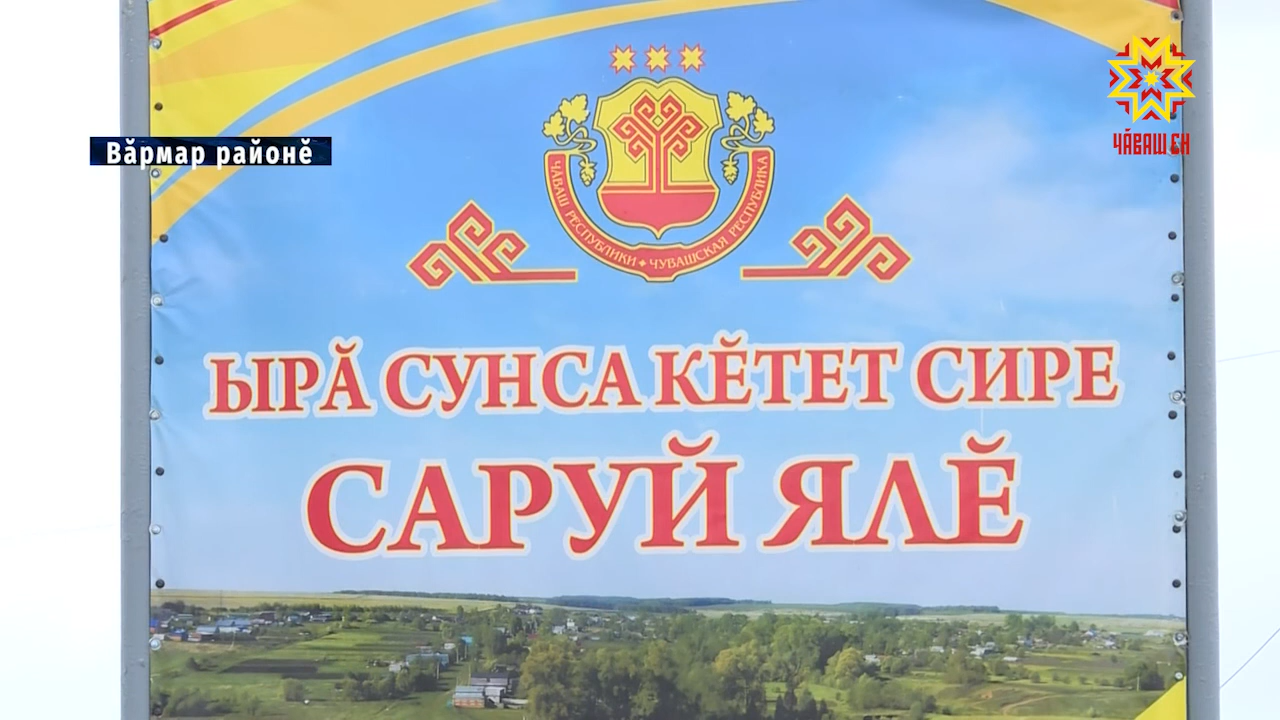 ЧӐВАШ ЕН
Вӑрмар районӗ
ЧӐВАШ РЕСПУБЛИКИ ✦ ЧУВАШСКАЯ РЕСПУБЛИКА
ЫРӐ СУНСА КӖТЕТ СИРЕ
САРУЙ ЯЛӖ